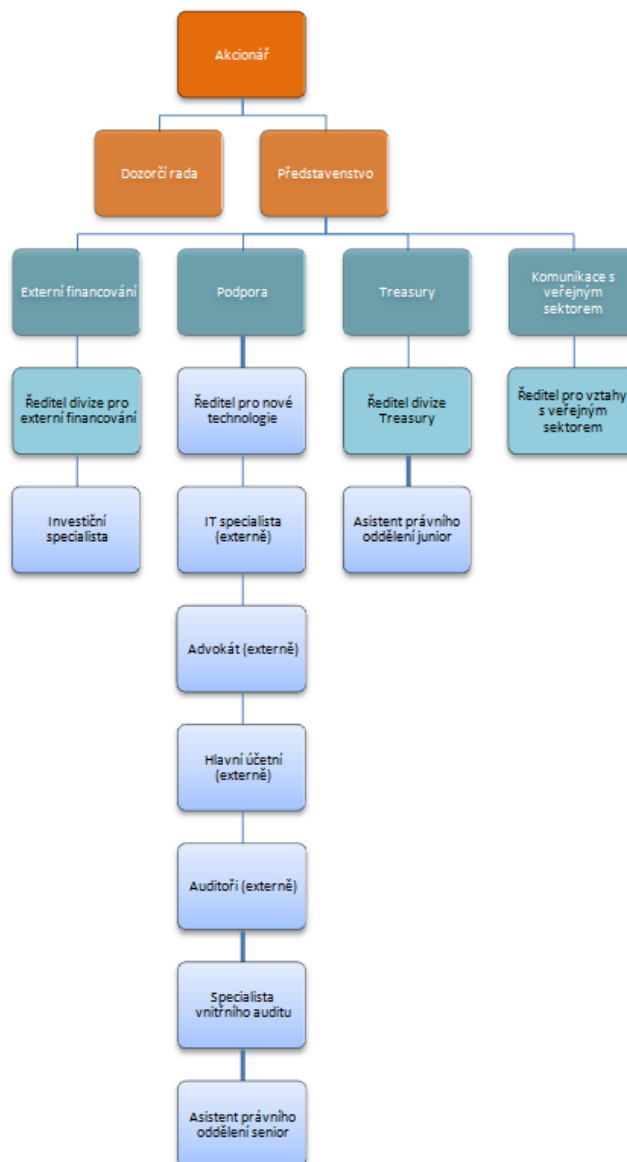 Akcionář
Dozorčí rada
Představenstvo
Externí financování
Podpora
Treasury
Komunikace s
veřejným
sektorem
Ředitel divize pro
externí financování
Ředitel pro nové
technologie
Ředitel divize
Treasury
Ředitel pro vztahy
s veřejným
sektorem
Investiční
specialista
IT specialista
(externě)
Asistent právního
oddělení junior
Advokát (externě)
Hlavní účetní
(externě)
Auditoři (externě)
Specialista
vnitřního auditu
Asistent právního
oddělení senior